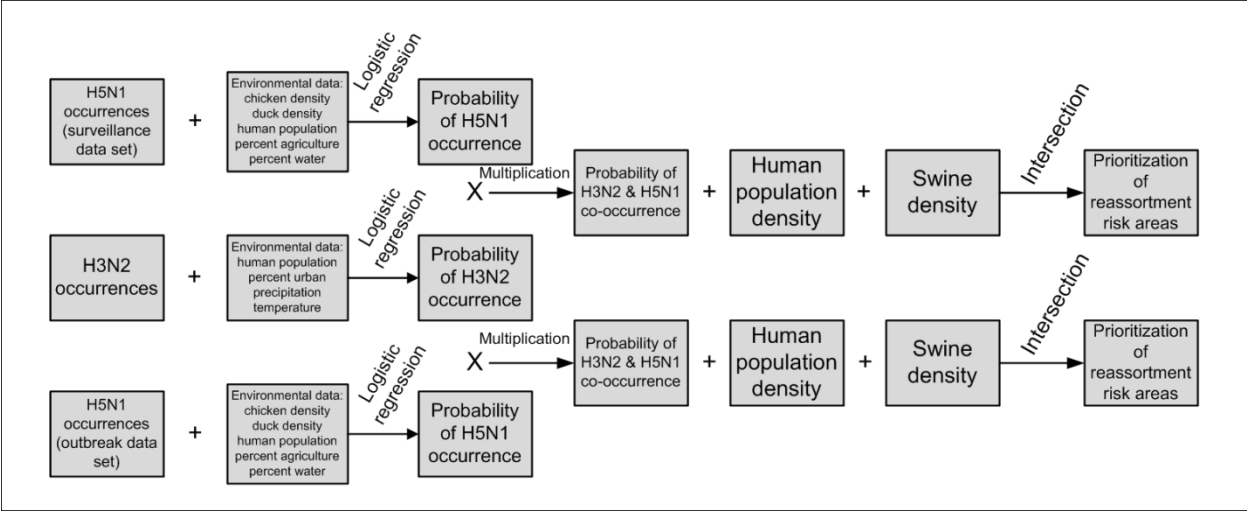 H5N1
occurrences
(surveillance
data set)
+
Environmental data:
chicken density
duck density
human population
percent agriculture
percent water
Logistic
regression
Probability
of H5N1
occurrence
H3N2
occurrences
+
Environmental data:
human population
percent urban
precipitation
temperature
Logistic
regression
Probability
of H3N2
occurrence
H5N1
occurrences
(outbreak data
set)
+
Environmental data:
chicken density
duck density
human population
percent agriculture
percent water
Logistic
regression
Probability
of H5N1
occurrence
X
Multiplication
Probability of
H3N2 & H5N1
co-occurrence
+
Human
population
density
+
Swine
density
Intersection
Prioritization
of
reassortment
risk areas
X
Multiplication
Probability of
H3N2 & H5N1
co-occurrence
+
Human
population
density
+
Swine
density
Intersection
Prioritization
of
reassortment
risk areas